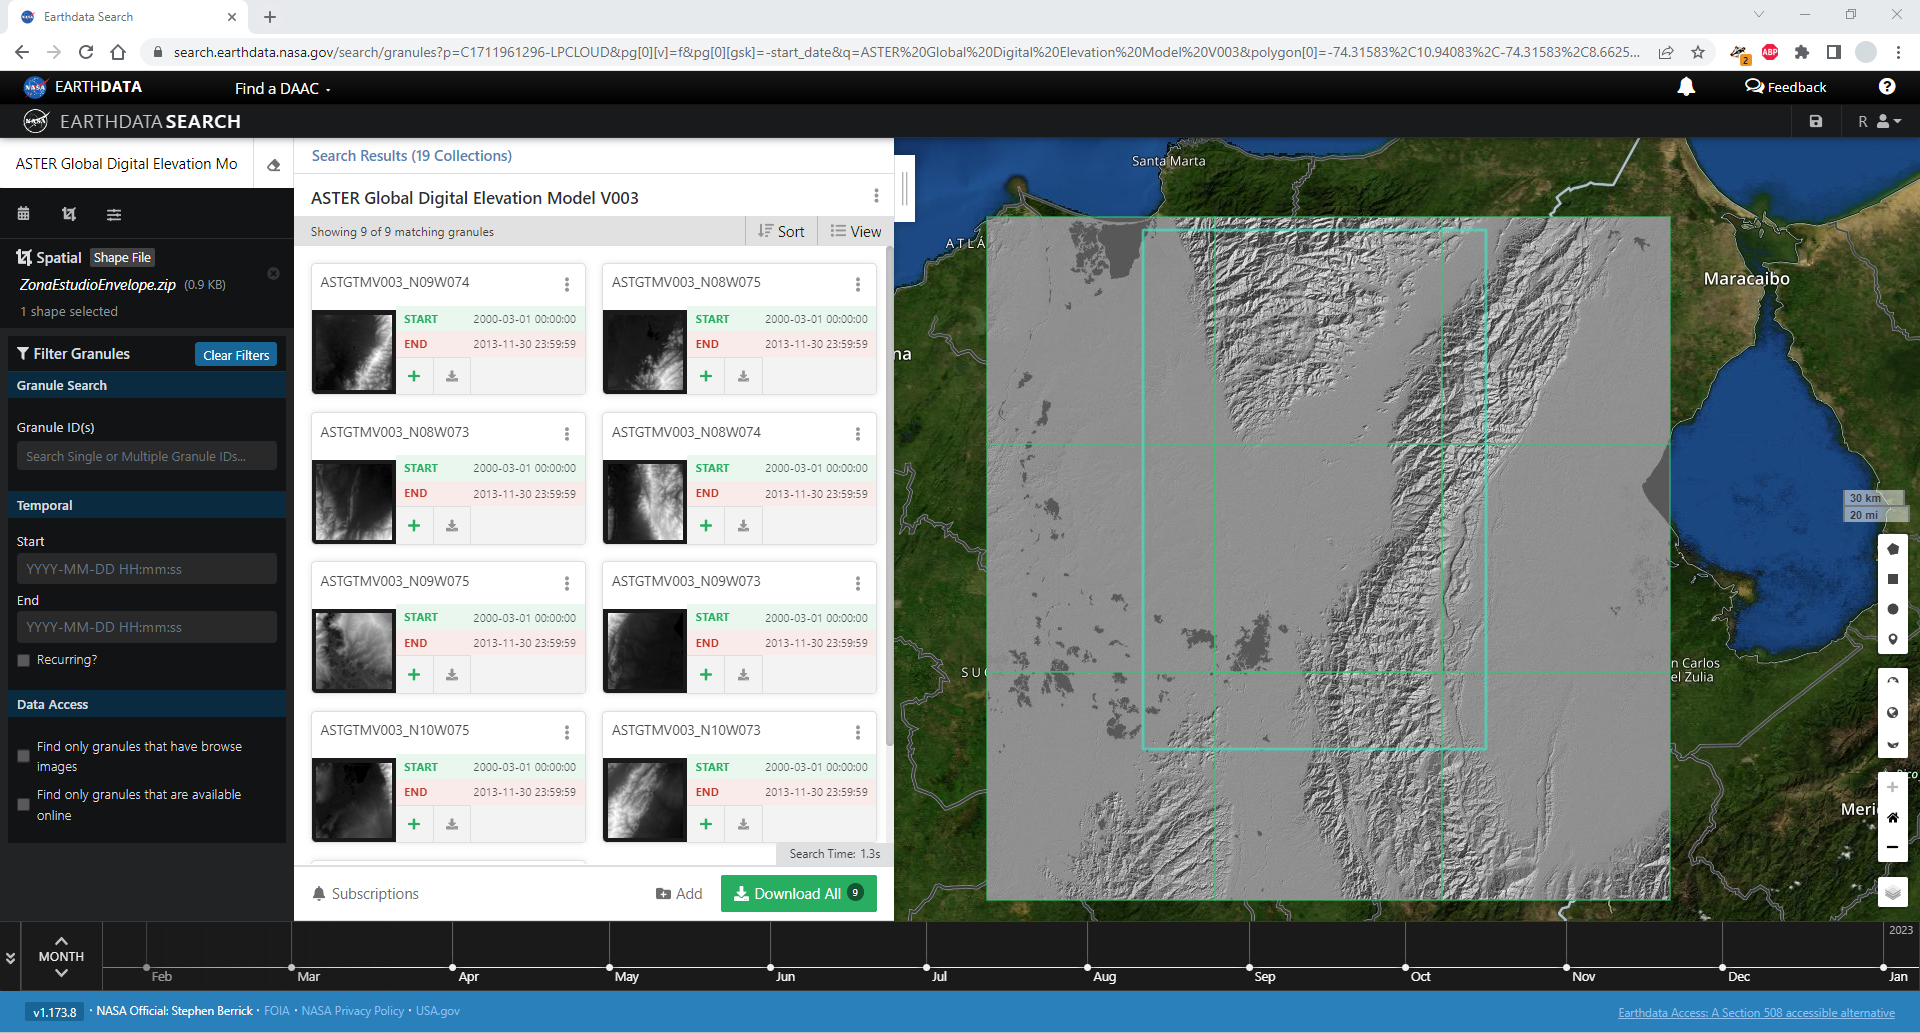 Earthdata Search
search.earthdata.nasa.gov/search/granules?p=C1711961296-LPCLOUD&pg[0][v]=f&pg[0][gsk]=-start_date&q=ASTER%20Global%20Digital%20Elevation%20Model%20V003&polygon[0]=-74.31583%2C10.94083%2C-74.31583%2C8.6625...
2
ABP
NASA
EARTHDATA
Find a DAAC
Feedback
?
NASA
EARTHDATA SEARCH
R
ASTER Global Digital Elevation Mo
Spatial
Shape File
ZonaEstudioEnvelope.zip (0.9 KB)
1 shape selected
Filter Granules
Clear Filters
Granule Search
Granule ID(s)
Search Single or Multiple Granule IDs...
Temporal
Start
YYYY-MM-DD HH:mm:ss
End
YYYY-MM-DD HH:mm:ss
Recurring?
Data Access
Find only granules that have browse
images
Find only granules that are available
online
Search Results (19 Collections)
ASTER Global Digital Elevation Model V003
Showing 9 of 9 matching granules
Sort
View
ASTGTMV003_N09W074
START 2000-03-01 00:00:00
END 2013-11-30 23:59:59
ASTGTMV003_N08W075
START 2000-03-01 00:00:00
END 2013-11-30 23:59:59
ASTGTMV003_N08W073
START 2000-03-01 00:00:00
END 2013-11-30 23:59:59
ASTGTMV003_N08W074
START 2000-03-01 00:00:00
END 2013-11-30 23:59:59
ASTGTMV003_N09W075
START 2000-03-01 00:00:00
END 2013-11-30 23:59:59
ASTGTMV003_N09W073
START 2000-03-01 00:00:00
END 2013-11-30 23:59:59
ASTGTMV003_N10W075
START 2000-03-01 00:00:00
END 2013-11-30 23:59:59
ASTGTMV003_N10W073
START 2000-03-01 00:00:00
END 2013-11-30 23:59:59
Search Time: 1.3s
Subscriptions
Add
Download All 9
Santa Marta
ATLÁ
Maracaibo
na
30 km
20 mi
SUC
n Carlos
el Zulia
Meri
MONTH
Feb
Mar
Apr
May
Jun
Jul
Aug
Sep
Oct
Nov
Dec
2023
Jan
v1.173.8 · NASA Official: Stephen Berrick · FOIA · NASA Privacy Policy · USA.gov
Earthdata Access: A Section 508 accessible alternative